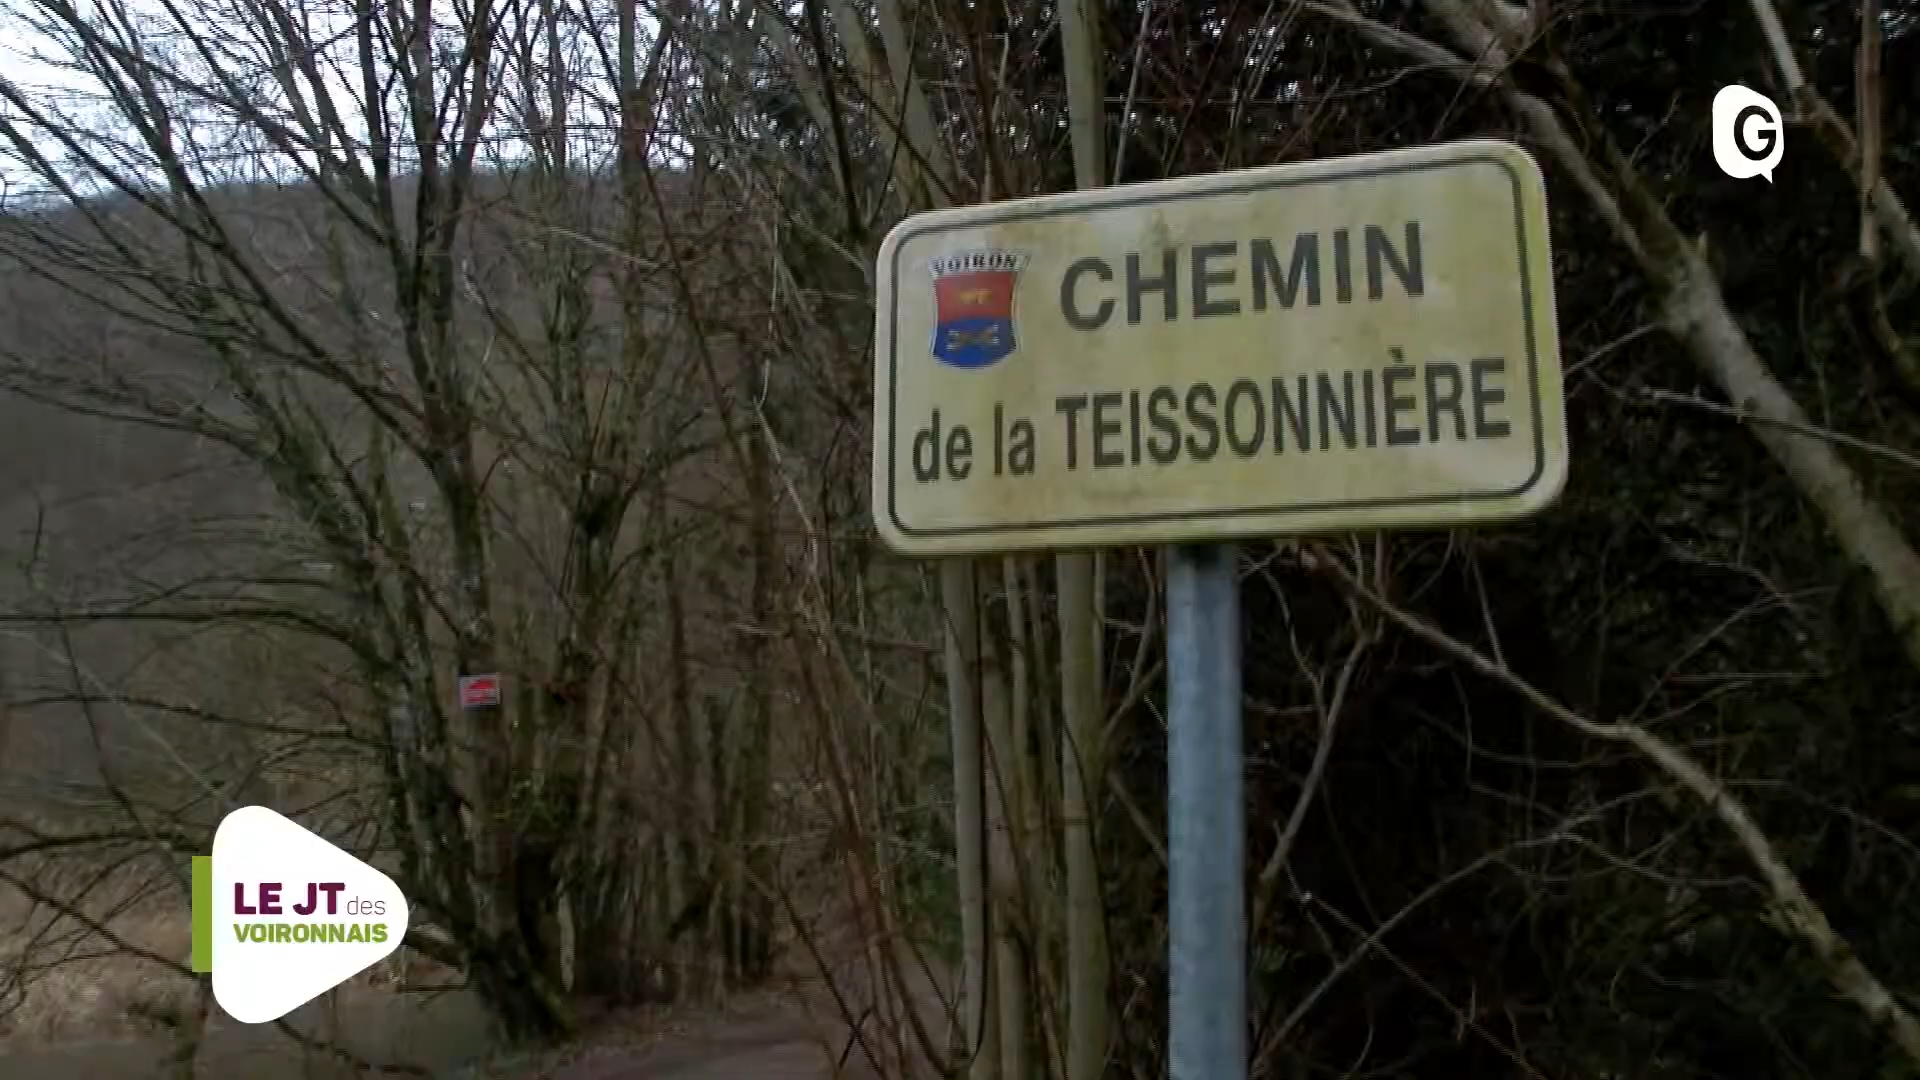 G
VOIRON
CHEMIN
de la TEISSONNIÈRE
LE JT des
VOIRONNAIS